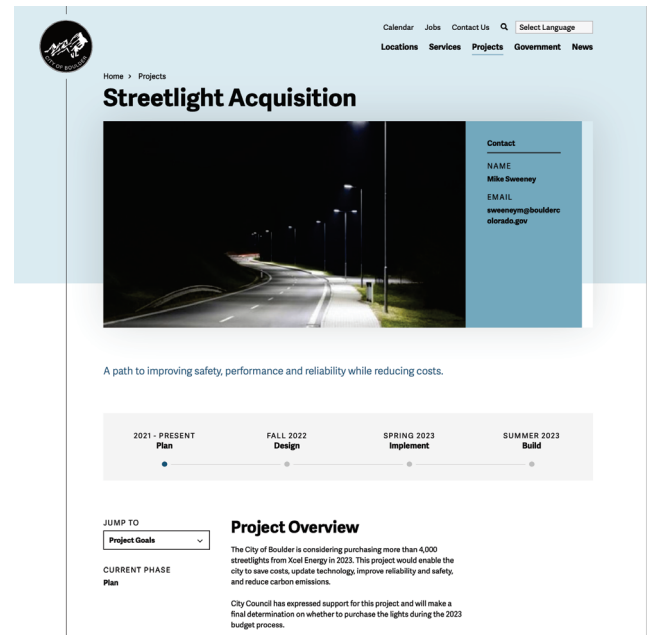 Calendar Jobs Contact Us Select Language
CITY OF BOULDER
Locations Services Projects Government News
Home > Projects
Streetlight Acquisition
Contact
NAME
Mike Sweeney
EMAIL
sweeneym@boulderc
olorado.gov
A path to improving safety, performance and reliability while reducing costs.
2021 - PRESENT
Plan
FALL 2022
Design
SPRING 2023
Implement
SUMMER 2023
Build
JUMP TO
Project Goals
CURRENT PHASE
Plan
Project Overview
The City of Boulder is considering purchasing more than 4,000
streetlights from Xcel Energy in 2023. This project would enable the
city to save costs, update technology, improve reliability and safety,
and reduce carbon emissions.
City Council has expressed support for this project and will make a
final determination on whether to purchase the lights during the 2023
budget process.